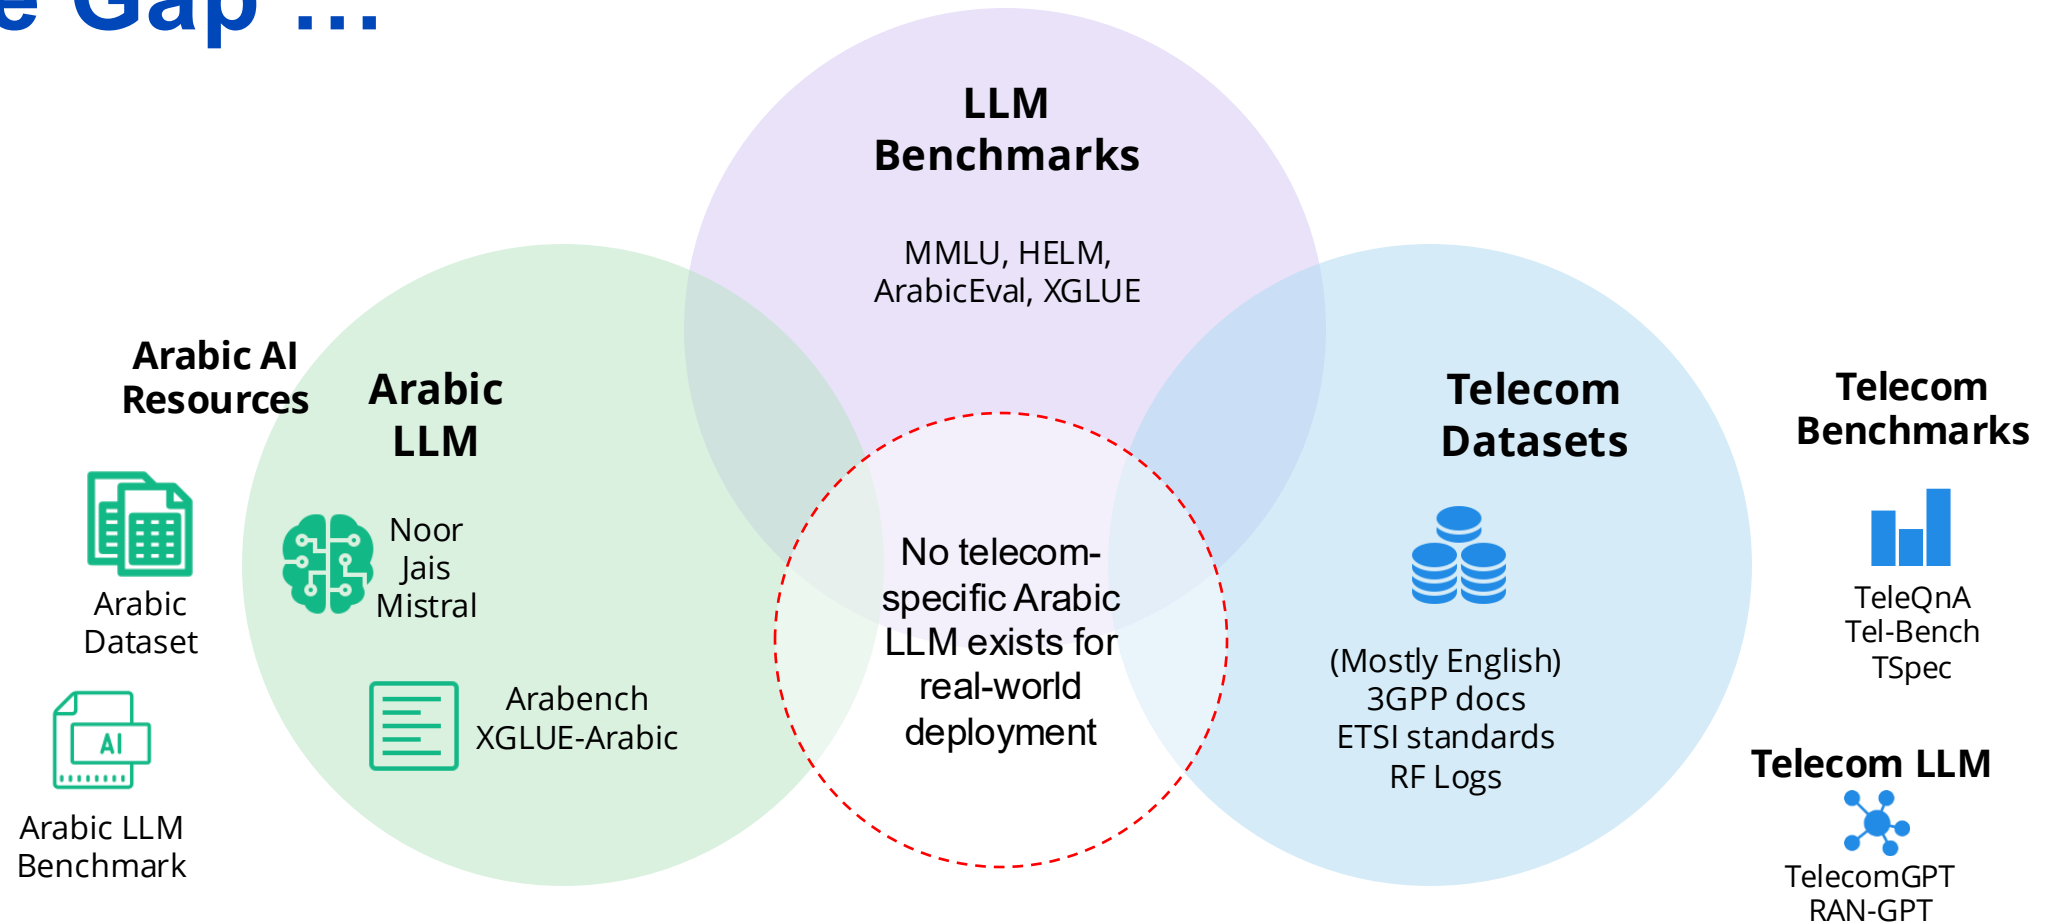 e Gap ...
LLM
Benchmarks
MMLU, HELM,
ArabicEval, XGLUE
Arabic AI
Resources
Arabic
Dataset
AI
Arabic LLM
Benchmark
Arabic
LLM
Noor
Jais
Mistral
Arabench
XGLUE-Arabic
No telecom-
specific Arabic
LLM exists for
real-world
deployment
Telecom
Datasets
(Mostly English)
3GPP docs
ETSI standards
RF Logs
Telecom
Benchmarks
TeleQnA
Tel-Bench
TSpec
Telecom LLM
TelecomGPT
RAN-GPT